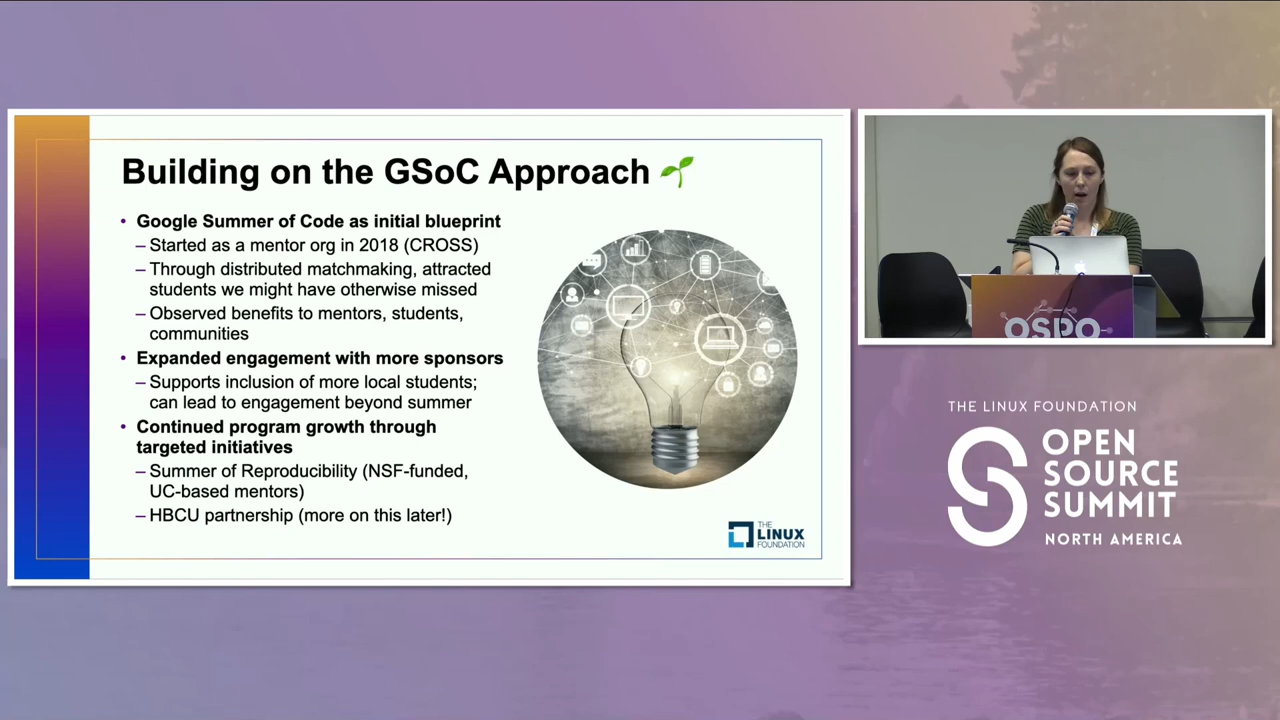 Building on the GSoC Approach 🌱
• Google Summer of Code as initial blueprint
– Started as a mentor org in 2018 (CROSS)
– Through distributed matchmaking, attracted
students we might have otherwise missed
– Observed benefits to mentors, students,
communities
• Expanded engagement with more sponsors
– Supports inclusion of more local students;
can lead to engagement beyond summer
• Continued program growth through
targeted initiatives
– Summer of Reproducibility (NSF-funded,
UC-based mentors)
– HBCU partnership (more on this later!)
THE
LINUX
FOUNDATION
OSPO
THE LINUX FOUNDATION
OPEN
SOURCE
SUMMIT
NORTH AMERICA